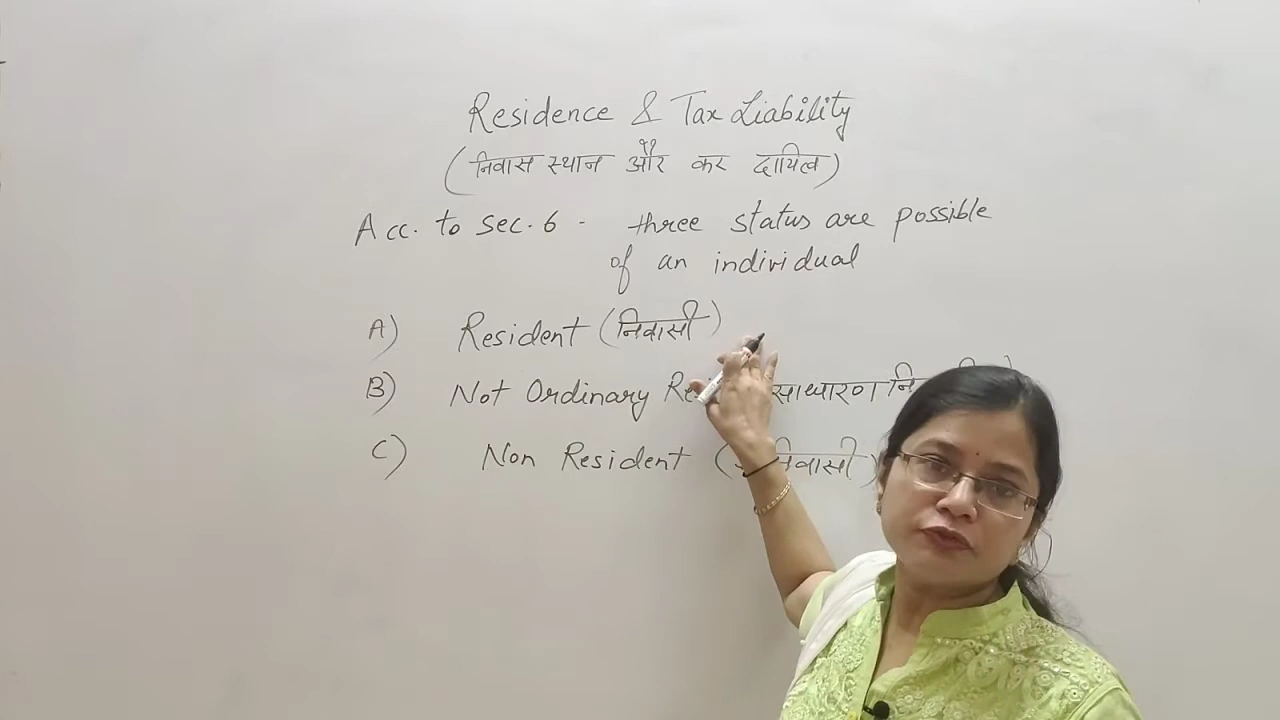 Residence & Tax Liability
(निवास स्थान और कर दायित्व)
Acc. to sec. 6 - three status are possible
of an individual
A) Resident (निवासी)
B) Not Ordinary साधारण
C) Non Resident (